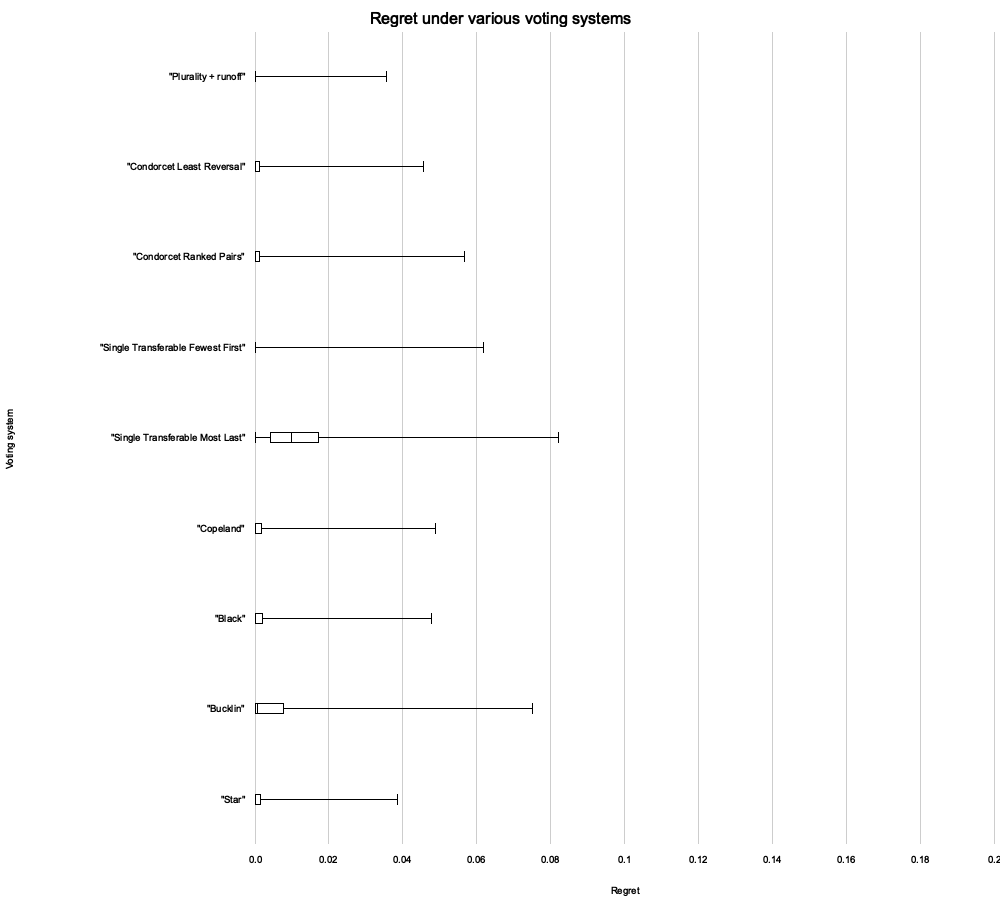 Regret under various voting systems
"Plurality + runoff"
"Condorcet Least Reversal"
"Condorcet Ranked Pairs"
"Single Transferable Fewest First"
"Single Transferable Most Last"
"Copeland"
"Black"
"Bucklin"
"Star"
Voting system
0.0 0.02 0.04 0.06 0.08 0.1 0.12 0.14 0.16 0.18 0.2
Regret